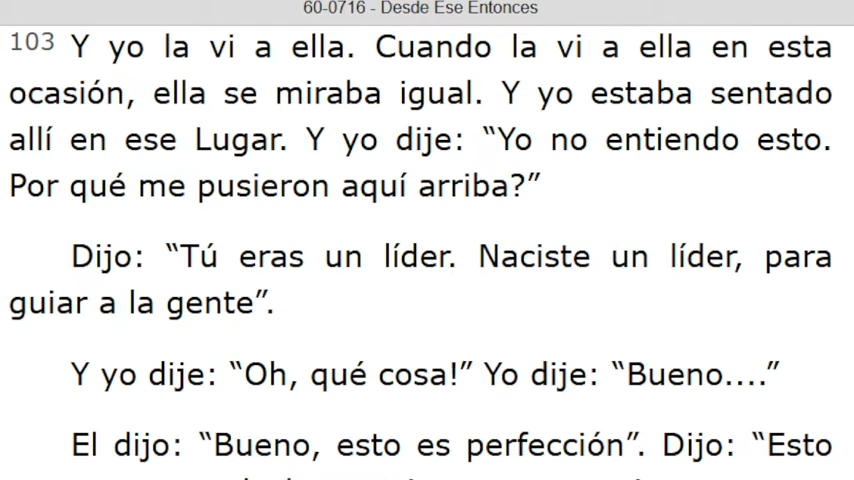 60-0716 - Desde Ese Entonces
103 Y yo la vi a ella. Cuando la vi a ella en esta
ocasión, ella se miraba igual. Y yo estaba sentado
allí en ese Lugar. Y yo dije: “Yo no entiendo esto.
Por qué me pusieron aquí arriba?”
Dijo: “Tú eras un líder. Naciste un líder, para
guiar a la gente”.
Y yo dije: “Oh, qué cosa!” Yo dije: “Bueno....”
El dijo: “Bueno, esto es perfección”. Dijo: “Esto